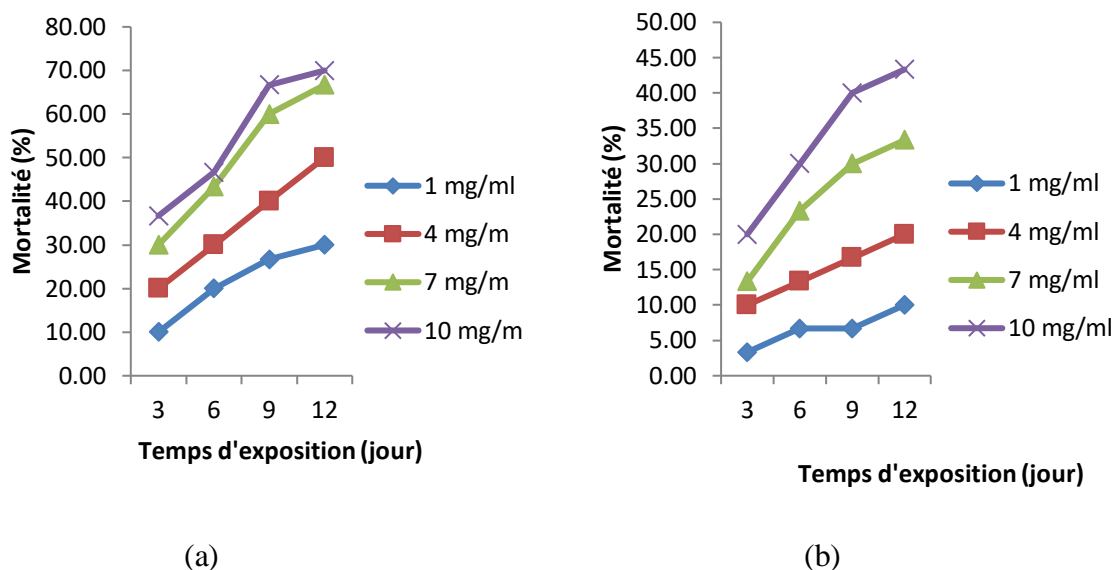 80.00
70.00
60.00
50.00
40.00
30.00
20.00
10.00
0.00
Mortalité (%)
3 6 9 12
Temps d'exposition (jour)
1 mg/ml
4 mg/m
7 mg/m
10 mg/m
(a)
50.00
45.00
40.00
35.00
30.00
25.00
20.00
15.00
10.00
5.00
0.00
Mortalité (%)
3 6 9 12
Temps d'exposition (jour)
1 mg/ml
4 mg/ml
7 mg/ml
10 mg/ml
(b)